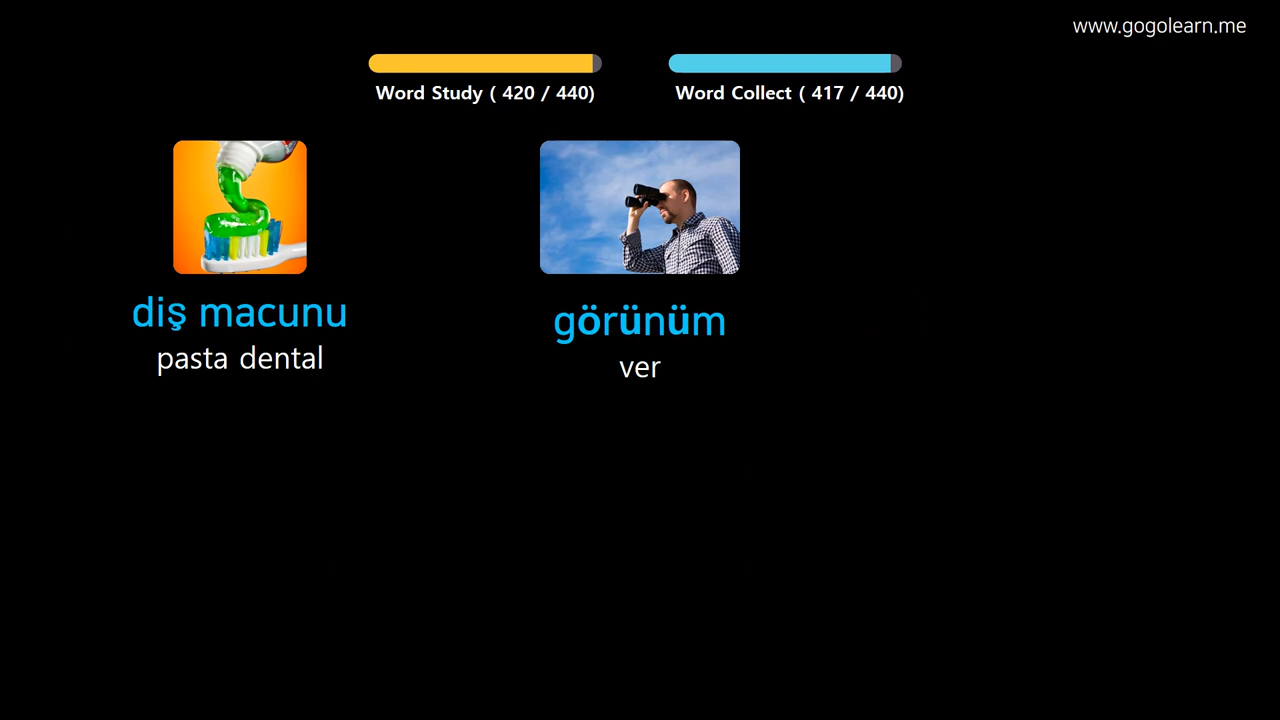 www.gogolearn.me
Word Study ( 420 / 440)
Word Collect ( 417 / 440)
diş macunu
pasta dental
görünüm
ver